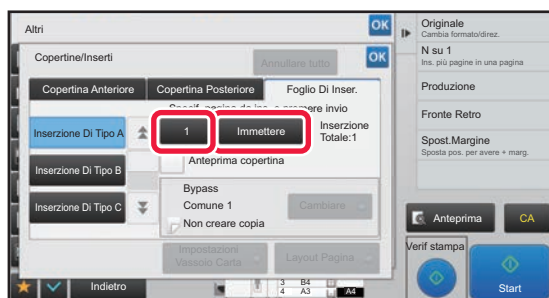 Altri
OK
Copertine/Inserti
Annullare tutto
OK
Copertina Anteriore
Copertina Posteriore
Foglio Di Inser.
Inserzione Di Tipo A
1
Immettere
Inserzione
Totale:1
Inserzione Di Tipo B
Anteprima copertina
Inserzione Di Tipo C
Bypass
Comune 1
Cambiare
Non creare copia
Impostazioni
Vassoio Carta
Layout Pagina
Indietro
3 B4
4 A3
A4
Originale
Cambia formato/direz.
N su 1
Ins. più pagine in una pagina
Produzione
Fronte Retro
Spost.Margine
Sposta pos. per avere + marg.
Anteprima
CA
Verif stampa
Start